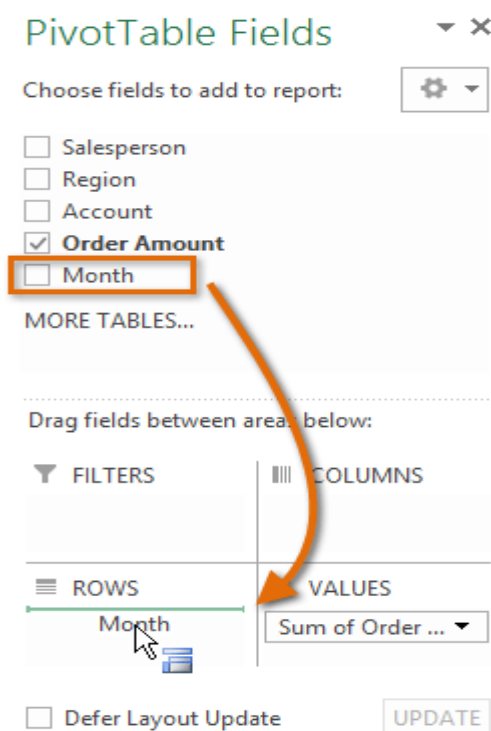 PivotTable Fields
Choose fields to add to report:
Salesperson
Region
Account
Order Amount
Month
MORE TABLES...
Drag fields between areas below:
FILTERS
COLUMNS
ROWS
VALUES
Month
Sum of Order ...
Defer Layout Update
UPDATE